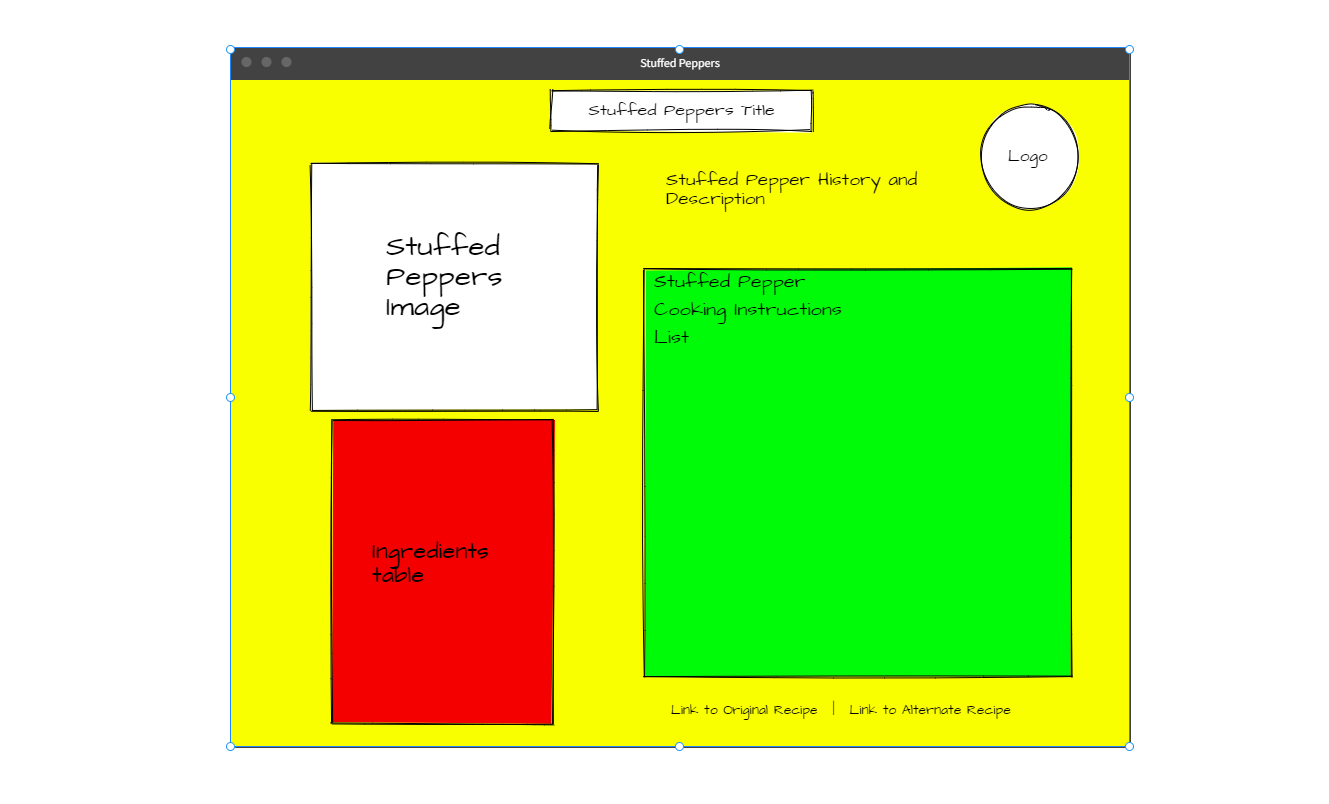 Stuffed Peppers
Stuffed Peppers Title
Logo
Stuffed Pepper History and
Description
Stuffed
Peppers
Image
Stuffed Pepper
Cooking Instructions
List
Ingredients
table
Link to Original Recipe | Link to Alternate Recipe